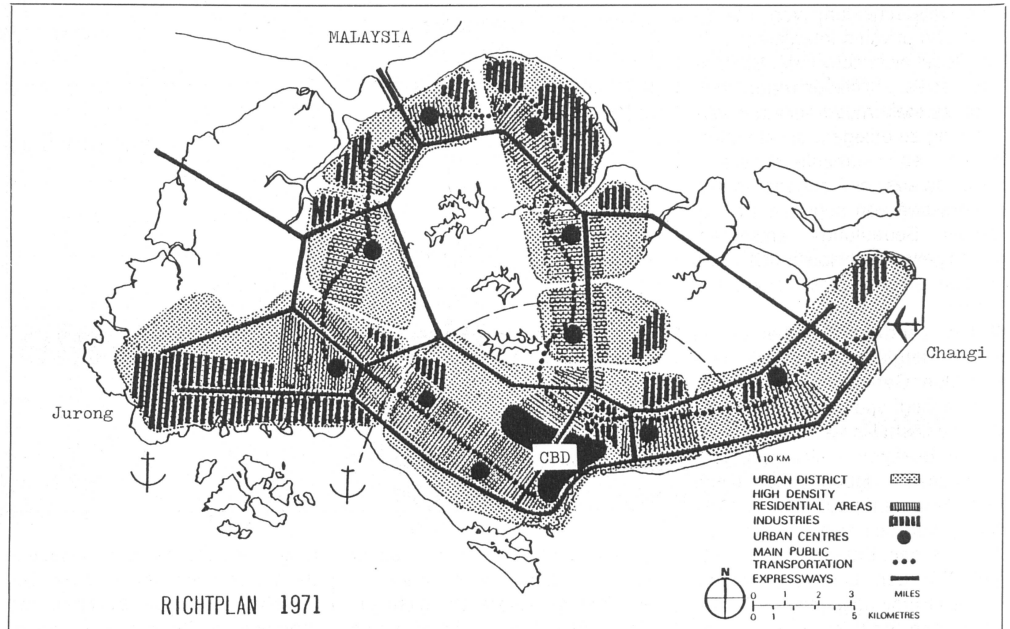 MALAYSIA
Changi
Jurong
CBD
10 KM
URBAN DISTRICT
HIGH DENSITY
RESIDENTIAL AREAS
INDUSTRIES
URBAN CENTRES
MAIN PUBLIC
TRANSPORTATION
EXPRESSWAYS
N
0 1 2 3 MILES
0 1 5 KILOMETRES
RICHTPLAN 1971